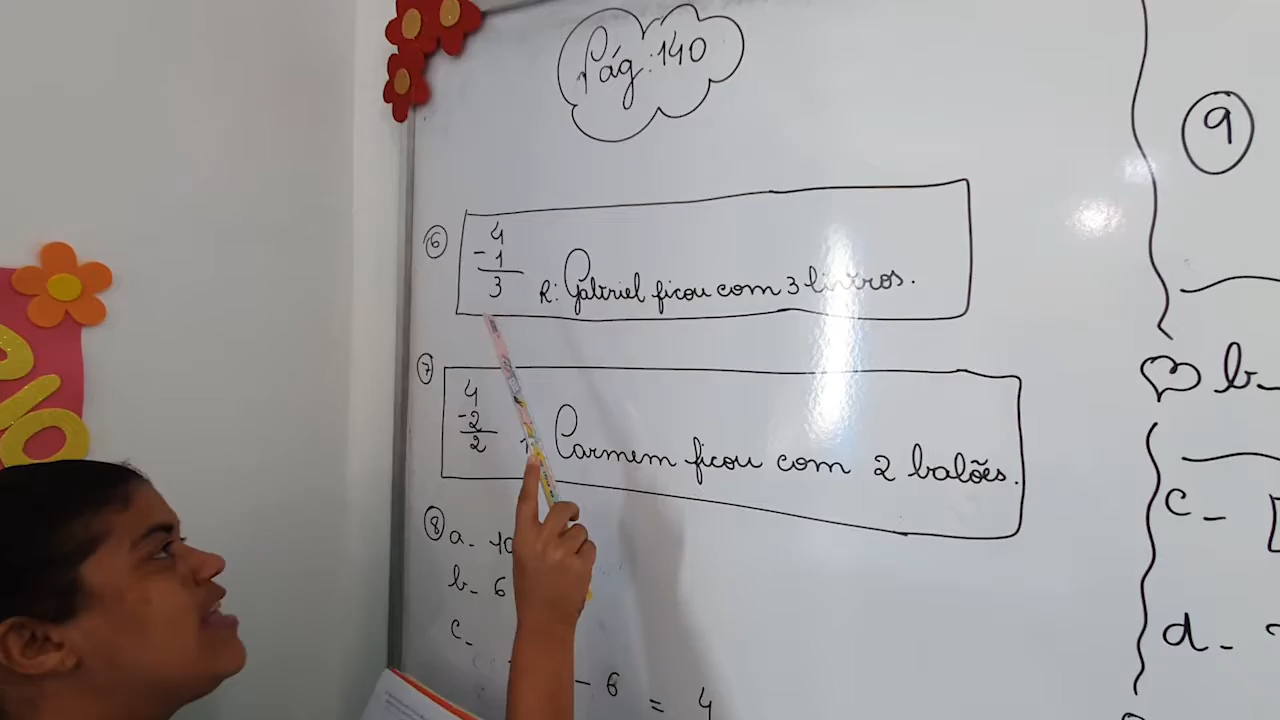 Pág: 140
6
4
-1
3
R: Gabriel ficou com 3 livros.
7
4
-2
2
Carmem ficou com 2 balões.
8
a- 10
b- 6
c-
- 6 = 4
9
b-
c-
d-